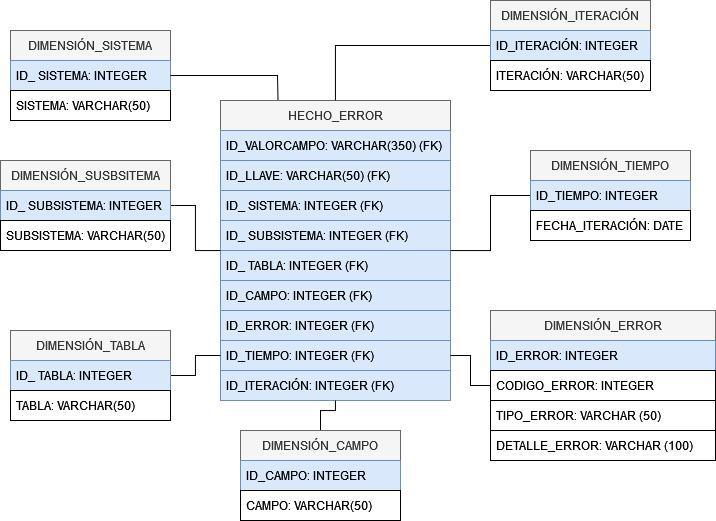 DIMENSIÓN_SISTEMA
ID_ SISTEMA: INTEGER
SISTEMA: VARCHAR(50)
DIMENSIÓN_ITERACIÓN
ID_ITERACIÓN: INTEGER
ITERACIÓN: VARCHAR(50)
HECHO_ERROR
ID_VALORCAMPO: VARCHAR(350) (FK)
ID_LLAVE: VARCHAR(50) (FK)
ID_ SISTEMA: INTEGER (FK)
ID_ SUBSISTEMA: INTEGER (FK)
ID_ TABLA: INTEGER (FK)
ID_CAMPO: INTEGER (FK)
ID_ERROR: INTEGER (FK)
ID_TIEMPO: INTEGER (FK)
ID_ITERACIÓN: INTEGER (FK)
DIMENSIÓN_SUSBSITEMA
ID_ SUBSISTEMA: INTEGER
SUBSISTEMA: VARCHAR(50)
DIMENSIÓN_TIEMPO
ID_TIEMPO: INTEGER
FECHA_ITERACIÓN: DATE
DIMENSIÓN_TABLA
ID_ TABLA: INTEGER
TABLA: VARCHAR(50)
DIMENSIÓN_ERROR
ID_ERROR: INTEGER
CODIGO_ERROR: INTEGER
TIPO_ERROR: VARCHAR (50)
DETALLE_ERROR: VARCHAR (100)
DIMENSIÓN_CAMPO
ID_CAMPO: INTEGER
CAMPO: VARCHAR(50)